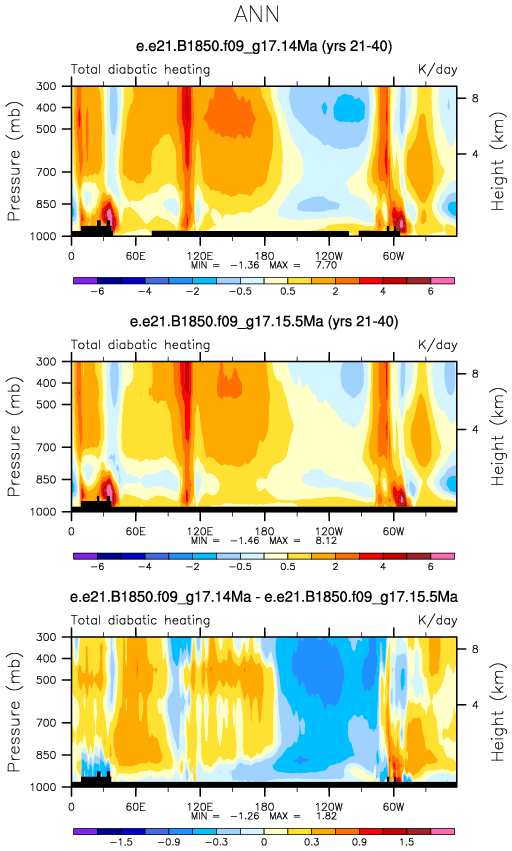 ANN
e.e21.B1850.f09_g17.14Ma (yrs 21-40)
Total diabatic heating K/day
Pressure (mb)
300
400
500
700
850
1000
Height (km)
8
4
0 60E 120E 180 120W 60W
MIN = -1.36 MAX = 7.70
-6 -4 -2 -0.5 0.5 2 4 6
e.e21.B1850.f09_g17.15.5Ma (yrs 21-40)
Total diabatic heating K/day
Pressure (mb)
300
400
500
700
850
1000
Height (km)
8
4
0 60E 120E 180 120W 60W
MIN = -1.46 MAX = 8.12
-6 -4 -2 -0.5 0.5 2 4 6
e.e21.B1850.f09_g17.14Ma - e.e21.B1850.f09_g17.15.5Ma
Total diabatic heating K/day
Pressure (mb)
300
400
500
700
850
1000
Height (km)
8
4
0 60E 120E 180 120W 60W
MIN = -1.26 MAX = 1.82
-1.5 -0.9 -0.3 0 0.3 0.9 1.5